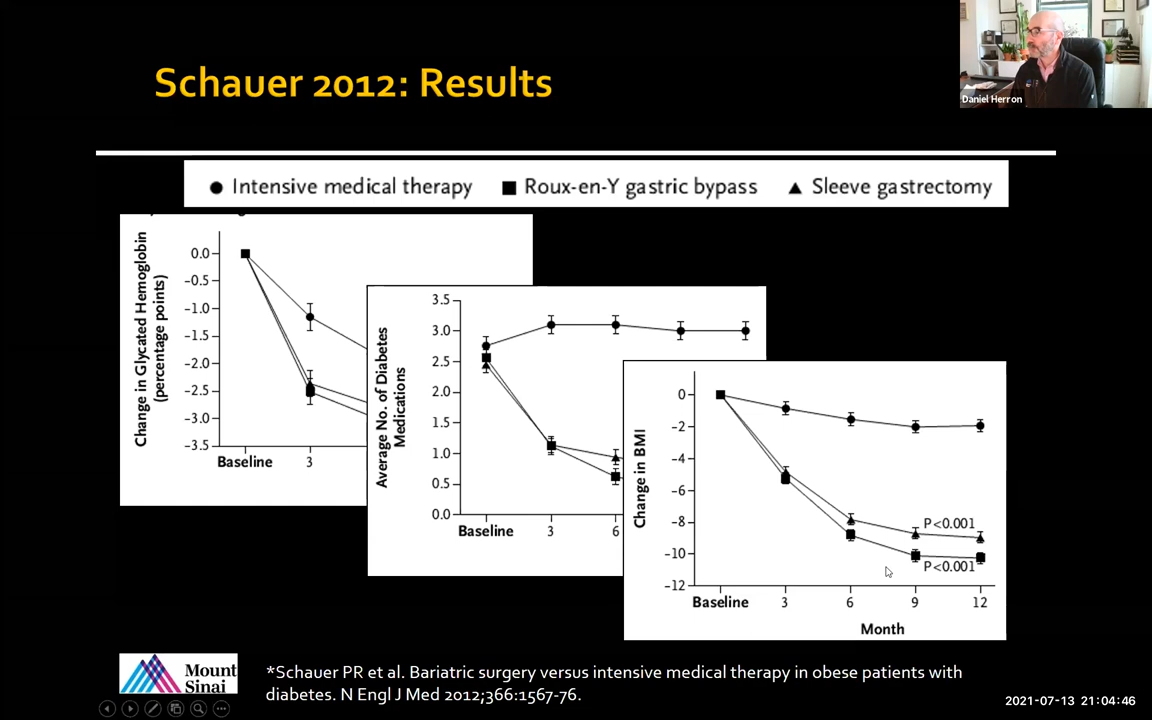 Schauer 2012: Results
Daniel Herron
Intensive medical therapy Roux-en-Y gastric bypass Sleeve gastrectomy
Change in Glycated Hemoglobin
(percentage points)
0.0
−0.5
−1.0
−1.5
−2.0
−2.5
−3.0
−3.5
Baseline 3
Average No. of Diabetes
Medications
3.5
3.0
2.5
2.0
1.5
1.0
0.5
0.0
Baseline 3 6
Change in BMI
0
−2
−4
−6
−8
−10
−12
P<0.001
P<0.001
Baseline 3 6 9 12
Month
Mount
Sinai
*Schauer PR et al. Bariatric surgery versus intensive medical therapy in obese patients with
diabetes. N Engl J Med 2012;366:1567-76.
2021-07-13 21:04:46